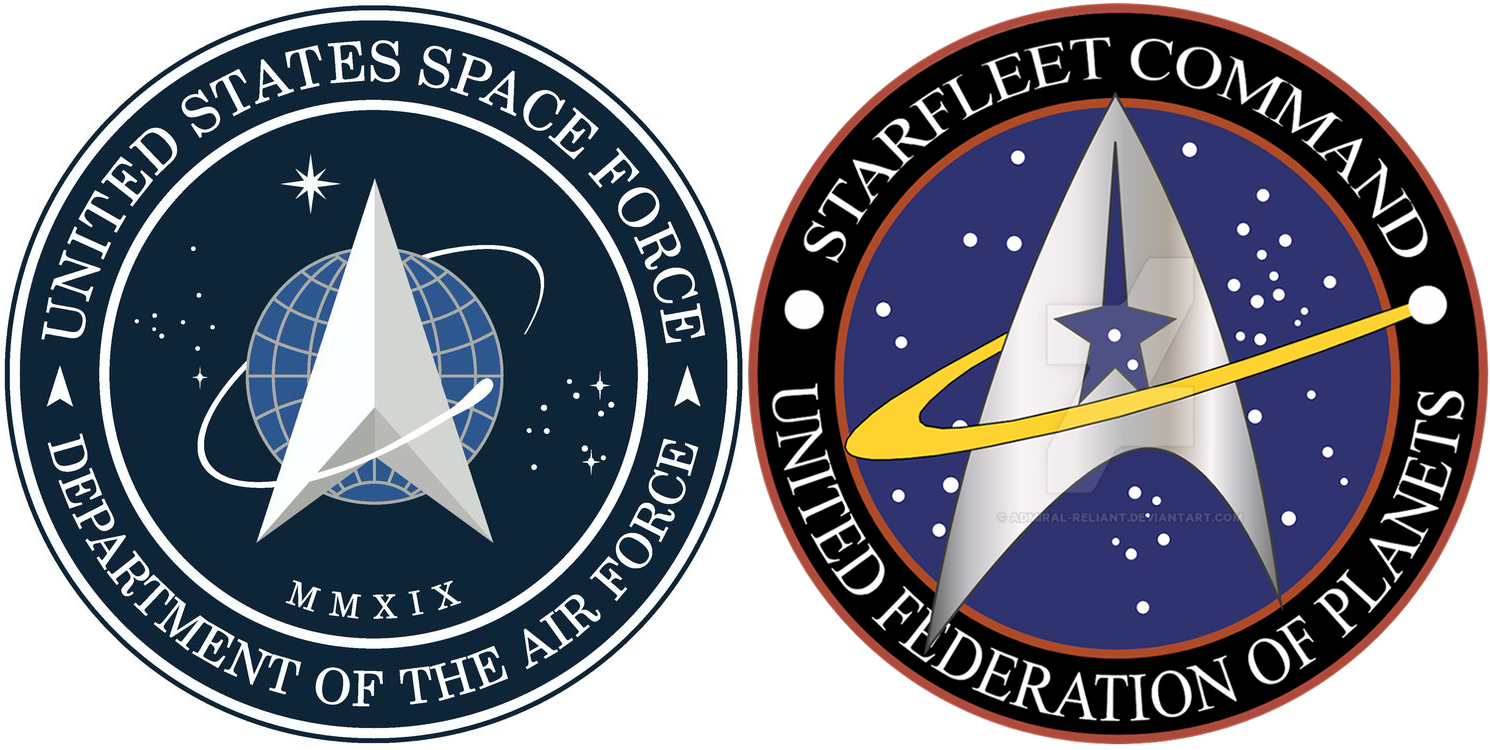 UNITED STATES SPACE FORCE
MMXIX
DEPARTMENT OF THE AIR FORCE
STARFLEET COMMAND
© ADMIRAL-RELIANT.DEVIANTART.COM
UNITED FEDERATION OF PLANETS